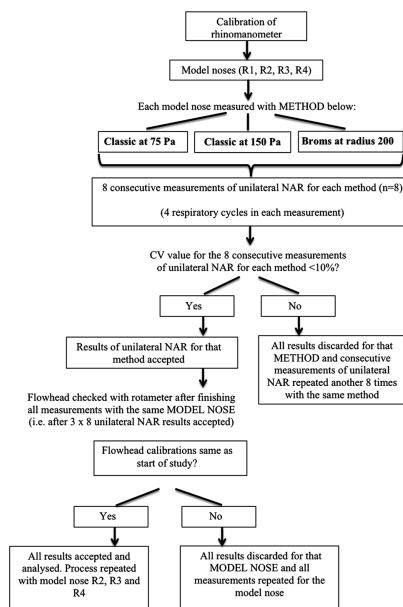 Calibration of
rhinomanometer
Model noses (R1, R2, R3, R4)
Each model nose measured with METHOD below:
Classic at 75 Pa
Classic at 150 Pa
Broms at radius 200
8 consecutive measurements of unilateral NAR for each method (n=8)
(4 respiratory cycles in each measurement)
CV value for the 8 consecutive measurements
of unilateral NAR for each method <10%?
Yes
No
Results of unilateral NAR for that
method accepted
All results discarded for that
METHOD and consecutive
measurements of unilateral
NAR repeated another 8 times
with the same method
Flowhead checked with rotameter after finishing
all measurements with the same MODEL NOSE
(i.e. after 3 x 8 unilateral NAR results accepted)
Flowhead calibrations same as
start of study?
Yes
No
All results accepted and
analysed. Process repeated
with model nose R2, R3 and
R4
All results discarded for that
MODEL NOSE and all
measurements repeated for the
model nose